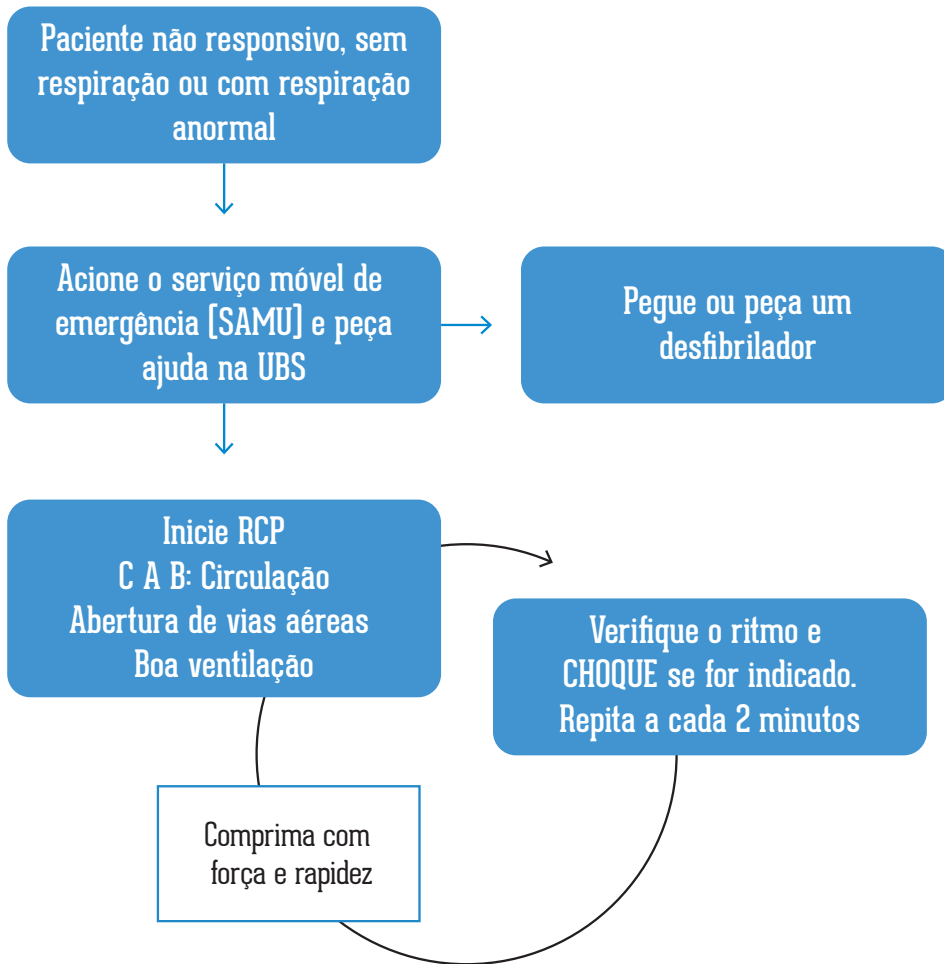 Paciente não responsivo, sem
respiração ou com respiração
anormal
Acione o serviço móvel de
emergência [SAMU] e peça
ajuda na UBS
Pegue ou peça um
desfibrilador
Inicie RCP
C A B: Circulação
Abertura de vias aéreas
Boa ventilação
Verifique o ritmo e
CHOQUE se for indicado.
Repita a cada 2 minutos
Comprima com
força e rapidez